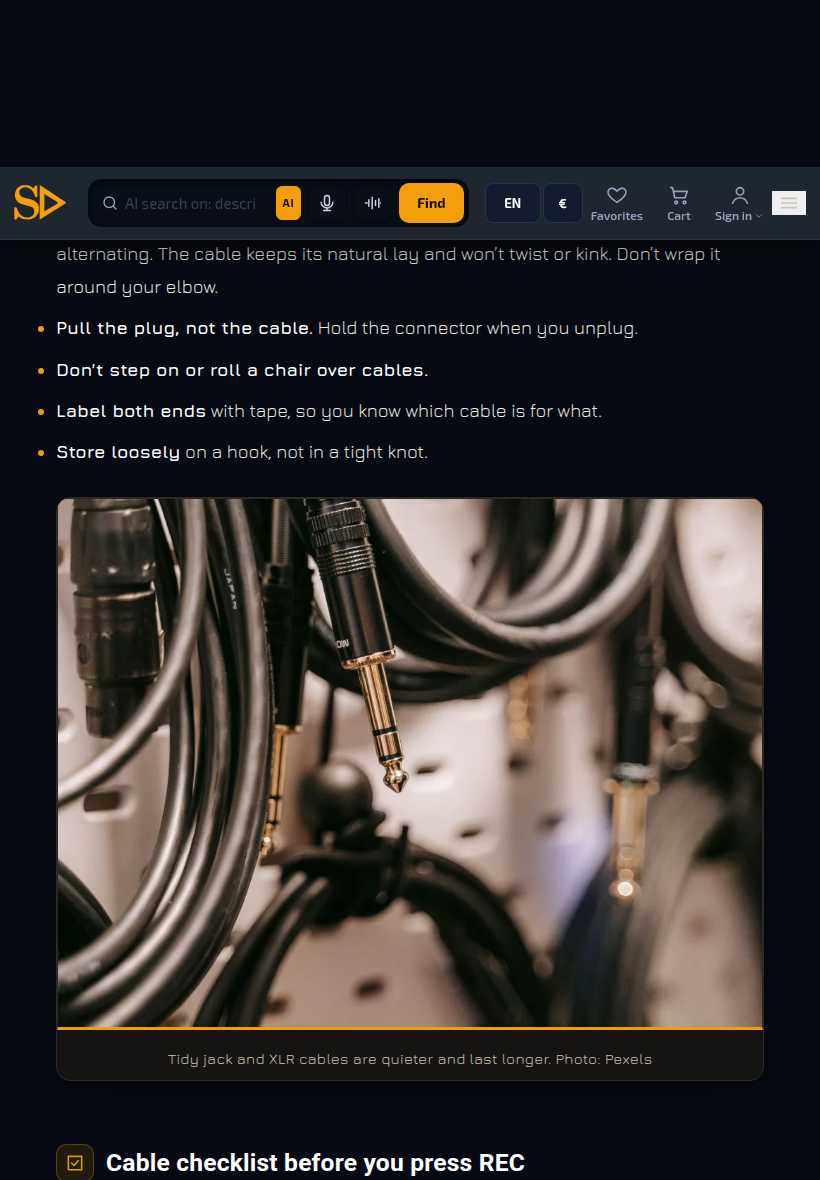 SD
AI search on: descri
AI
Find
EN
€
Favorites
Cart
Sign in
alternating. The cable keeps its natural lay and won't twist or kink. Don't wrap it
around your elbow.
Pull the plug, not the cable. Hold the connector when you unplug.
Don't step on or roll a chair over cables.
Label both ends with tape, so you know which cable is for what.
Store loosely on a hook, not in a tight knot.
JAPAN
Tidy jack and XLR cables are quieter and last longer. Photo: Pexels
Cable checklist before you press REC